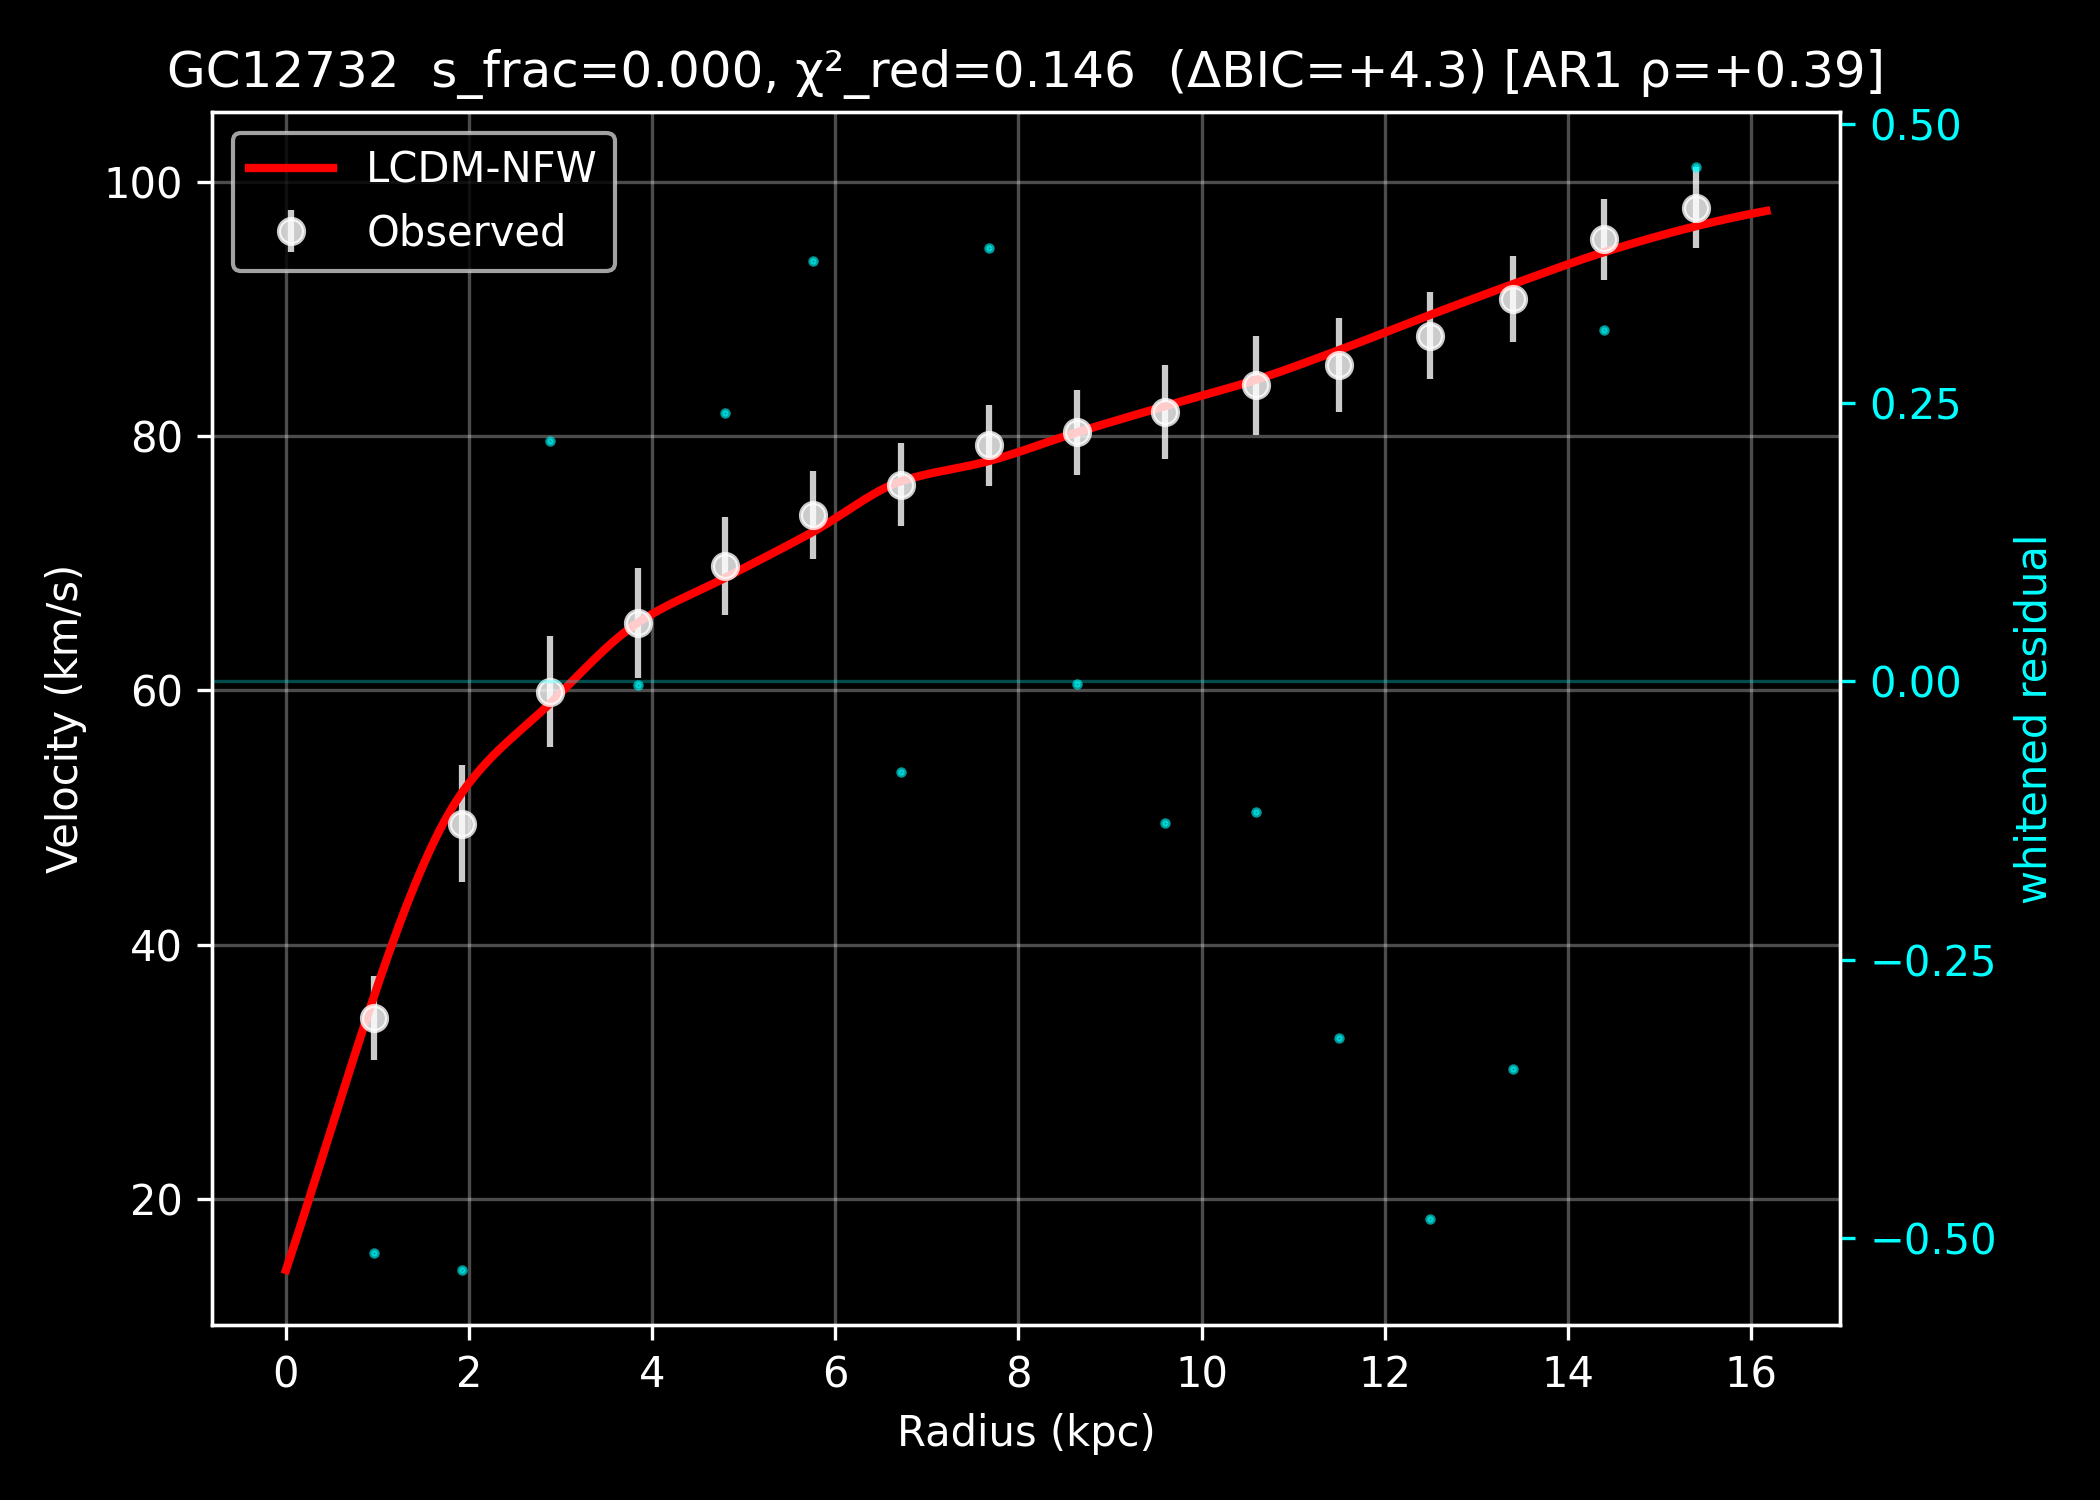 GC12732 s_frac=0.000, χ²_red=0.146 (ΔBIC=+4.3) [AR1 ρ=+0.39]
LCDM-NFW
Observed
100
80
60
40
20
Velocity (km/s)
0.50
0.25
0.00
−0.25
−0.50
whitened residual
0 2 4 6 8 10 12 14 16
Radius (kpc)